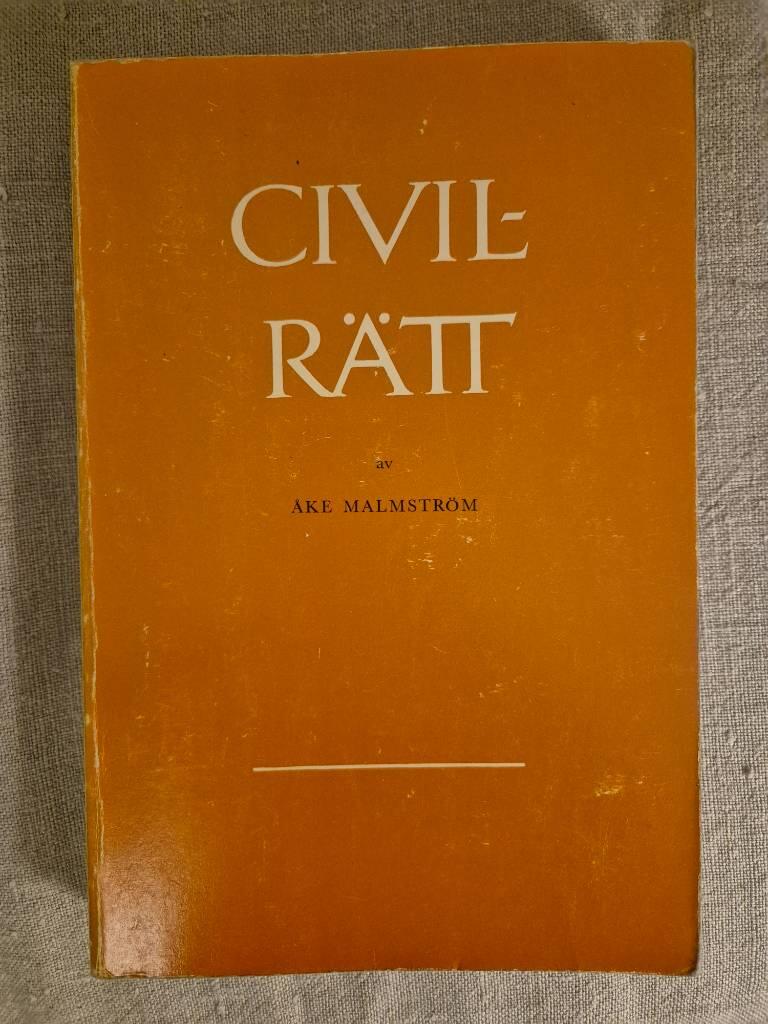 CIVIL-
RÄTT
av
ÅKE MALMSTRÖM